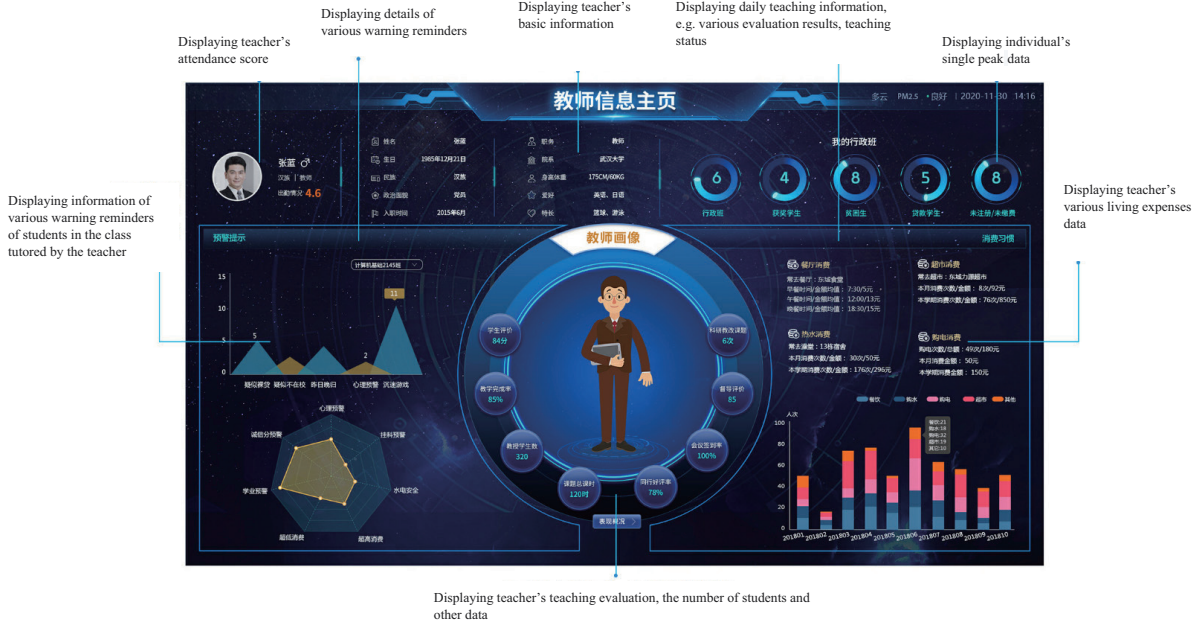 Displaying teacher's
attendance score
Displaying details of
various warning reminders
Displaying teacher's
basic information
Displaying daily teaching information,
e.g. various evaluation results, teaching
status
Displaying individual's
single peak data
Displaying information of
various warning reminders
of students in the class
tutored by the teacher
Displaying teacher's
various living expenses
data
教师信息主页
多云 PM2.5 •良好 | 2020-11-30 14:16
张蓝 ♂
汉族 | 教师
出勤情况 4.6
姓名 张蓝
生日 1965年12月21日
民族 汉族
政治面貌 党员
入职时间 2015年6月
职务 教师
院系 武汉大学
身高体重 175CM/60KG
爱好 英语、日语
特长 篮球、游泳
我的行政班
6 4 8 5 8
行政班 获奖学生 贫困生 贷款学生 未注册/未缴费
预警提示
计算机基础2145班
15
10
5
0
5
2
11
疑似裸贷 疑似不在校 昨日晚归 心理预警 沉迷游戏
心理预警
挂科预警
水电安全
超高消费
超低消费
学业预警
诚信分预警
教师画像
学生评价
84分
教学完成率
85%
教授学生数
320
课题总课时
120时
同行好评率
78%
会议签到率
100%
督导评价
85
科研教改课题
6次
表现概况
消费习惯
餐厅消费
常去餐厅：东城食堂
早餐时间/金额均值： 7:30/5元
午餐时间/金额均值： 12:00/13元
晚餐时间/金额均值： 18:30/15元
超市消费
常去超市：东城力源超市
本月消费次数/金额： 8次/92元
本学期消费次数/金额： 76次/850元
热水消费
常去澡堂：13栋宿舍
本月消费次数/金额： 30次/50元
本学期消费次数/金额：176次/296元
购电消费
购电次数/总额：49次/180元
本月消费金额： 50元
本学期消费金额： 150元
餐饮 购水 购电 超市 其他
人次
100
80
60
40
20
0
餐饮:21
购水:16
购电:32
超市:19
其它:10
201801 201802 201803 201804 201805 201806 201807 201808 201809 201810
Displaying teacher's teaching evaluation, the number of students and
other data